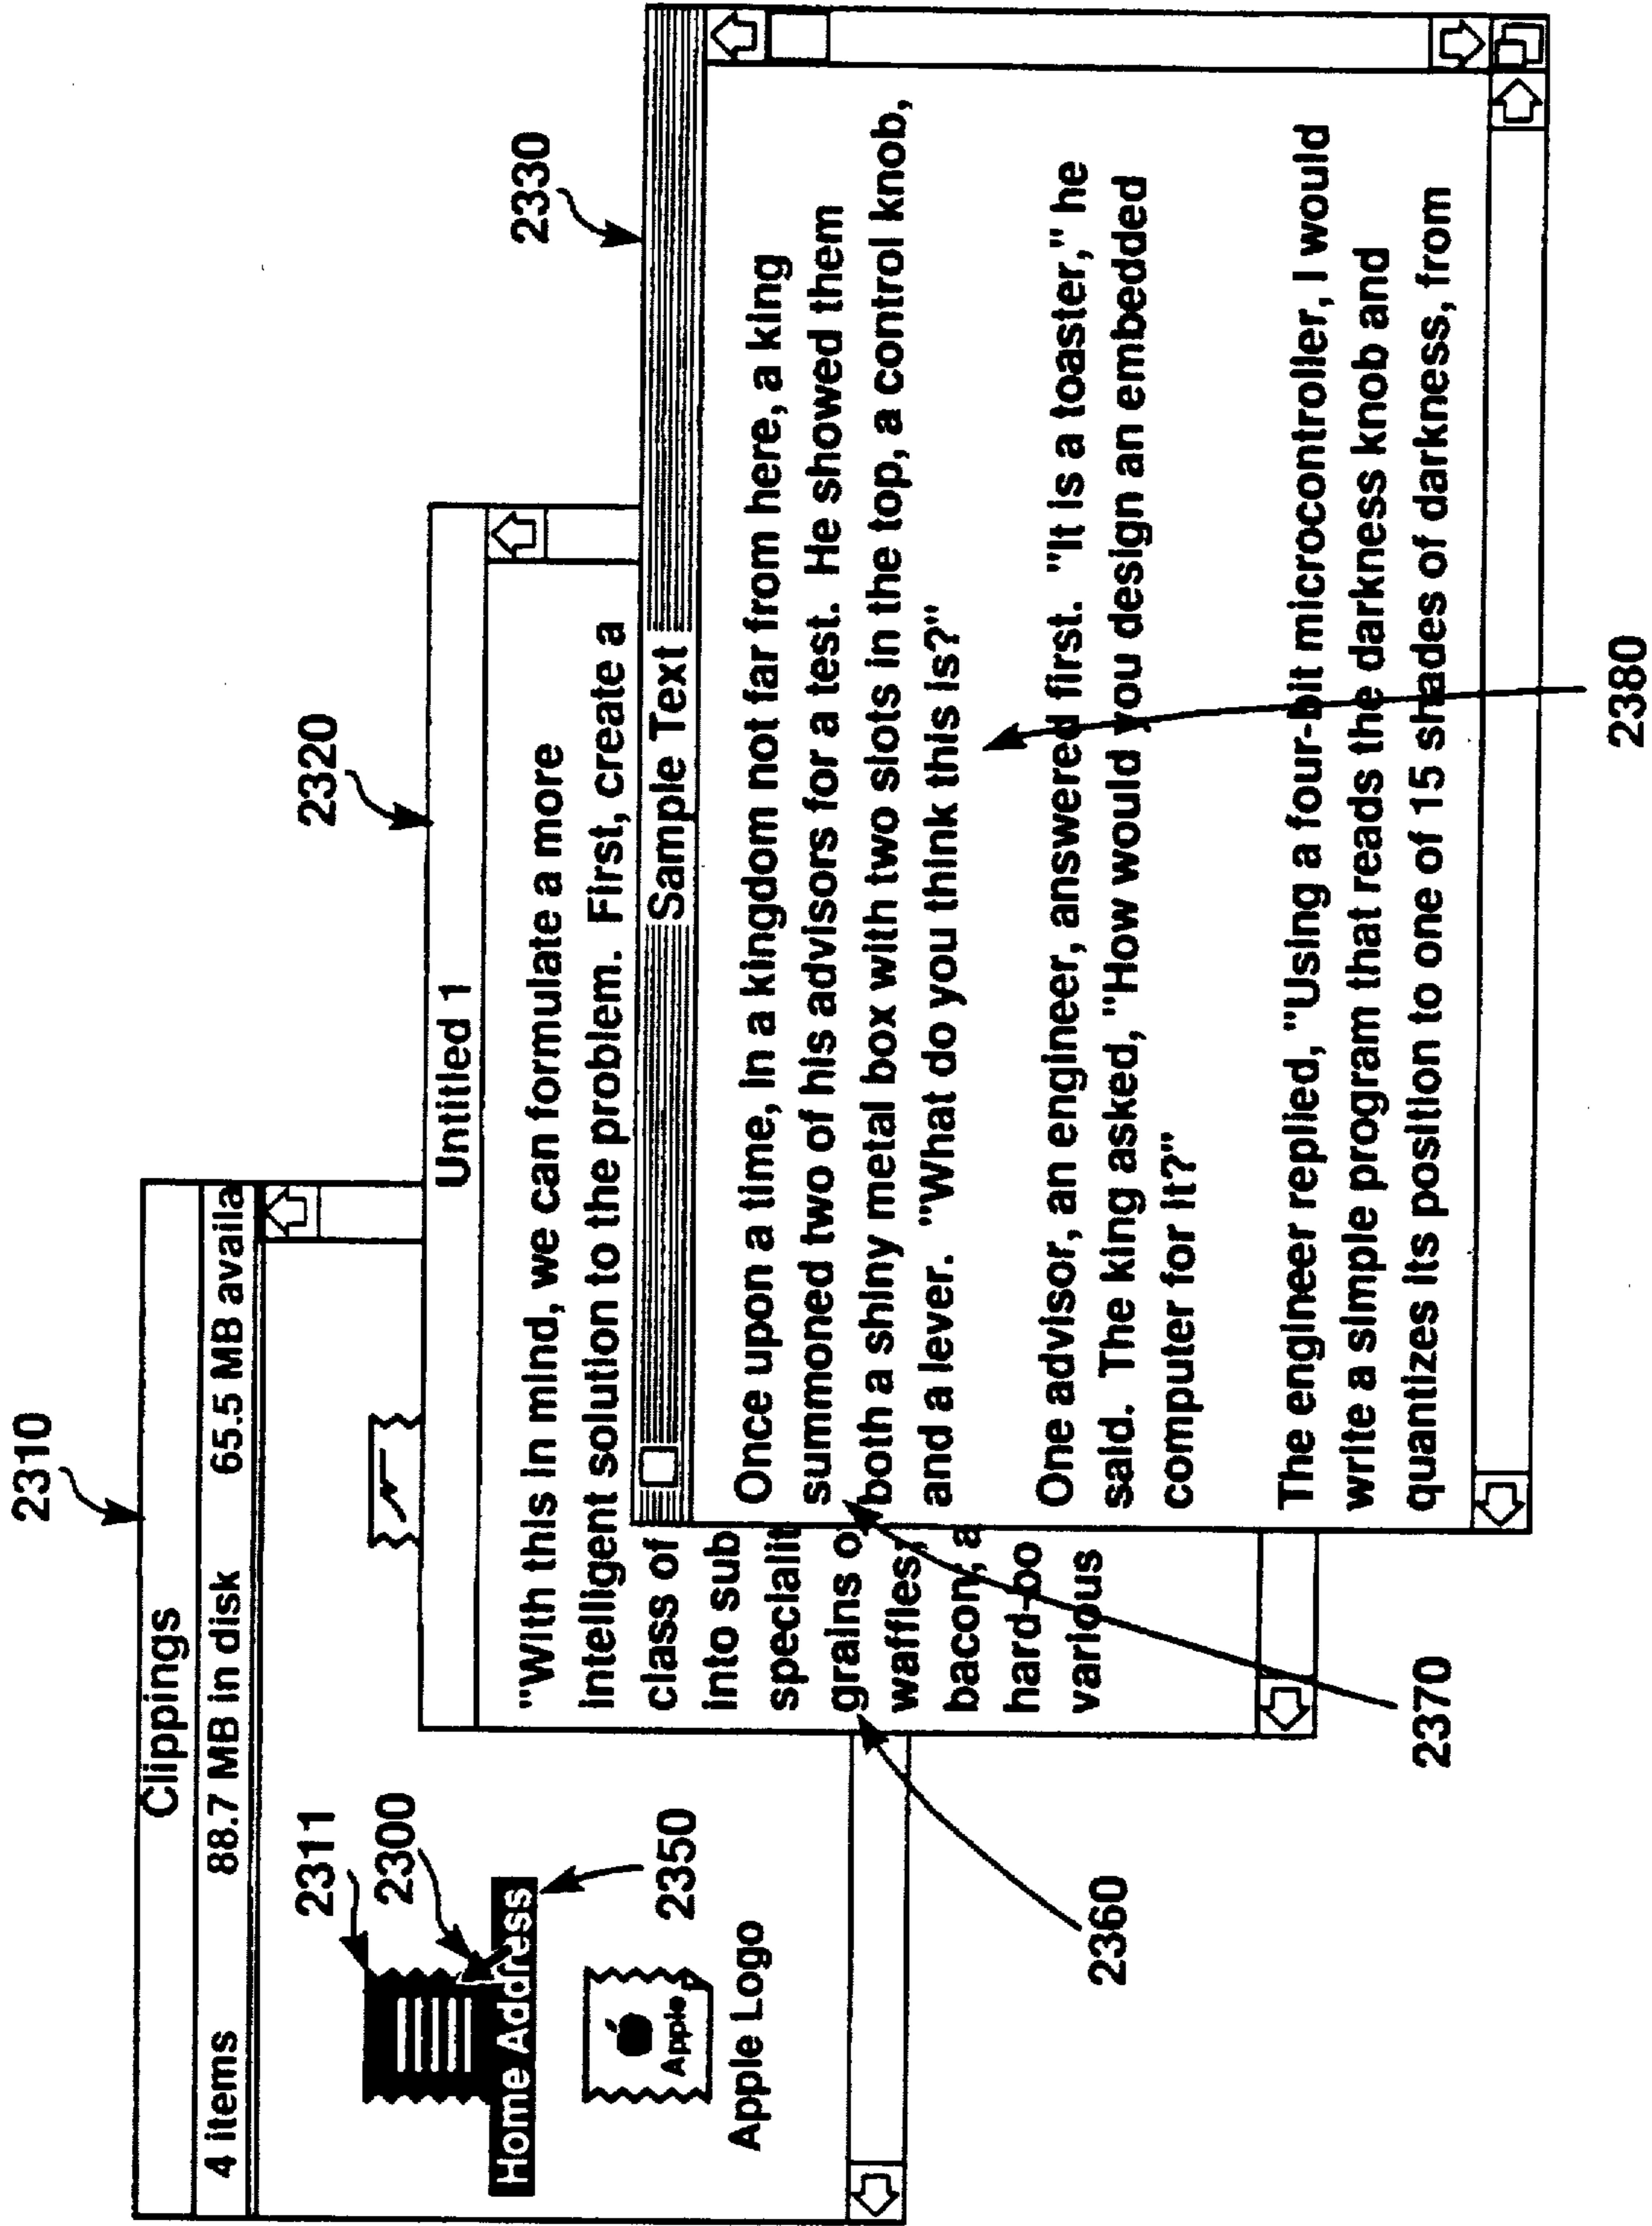 2310
Clippings
4 items 88.7 MB in disk 65.5 MB availa
2311
2300
Home Address
2350
Apple
Apple Logo
2320
Untitled 1
"With this in mind, we can formulate a more
intelligent solution to the problem. First, create a
class of
into sub
specialit
grains o
waffles,
bacon, a
hard-bo
various
2330
Sample Text
Once upon a time, in a kingdom not far from here, a king
summoned two of his advisors for a test. He showed them
both a shiny metal box with two slots in the top, a control knob,
and a lever. "What do you think this is?"
One advisor, an engineer, answered first. "It is a toaster," he
said. The king asked, "How would you design an embedded
computer for it?"
The engineer replied, "Using a four-bit microcontroller, I would
write a simple program that reads the darkness knob and
quantizes its position to one of 15 shades of darkness, from
2360
2370
2380